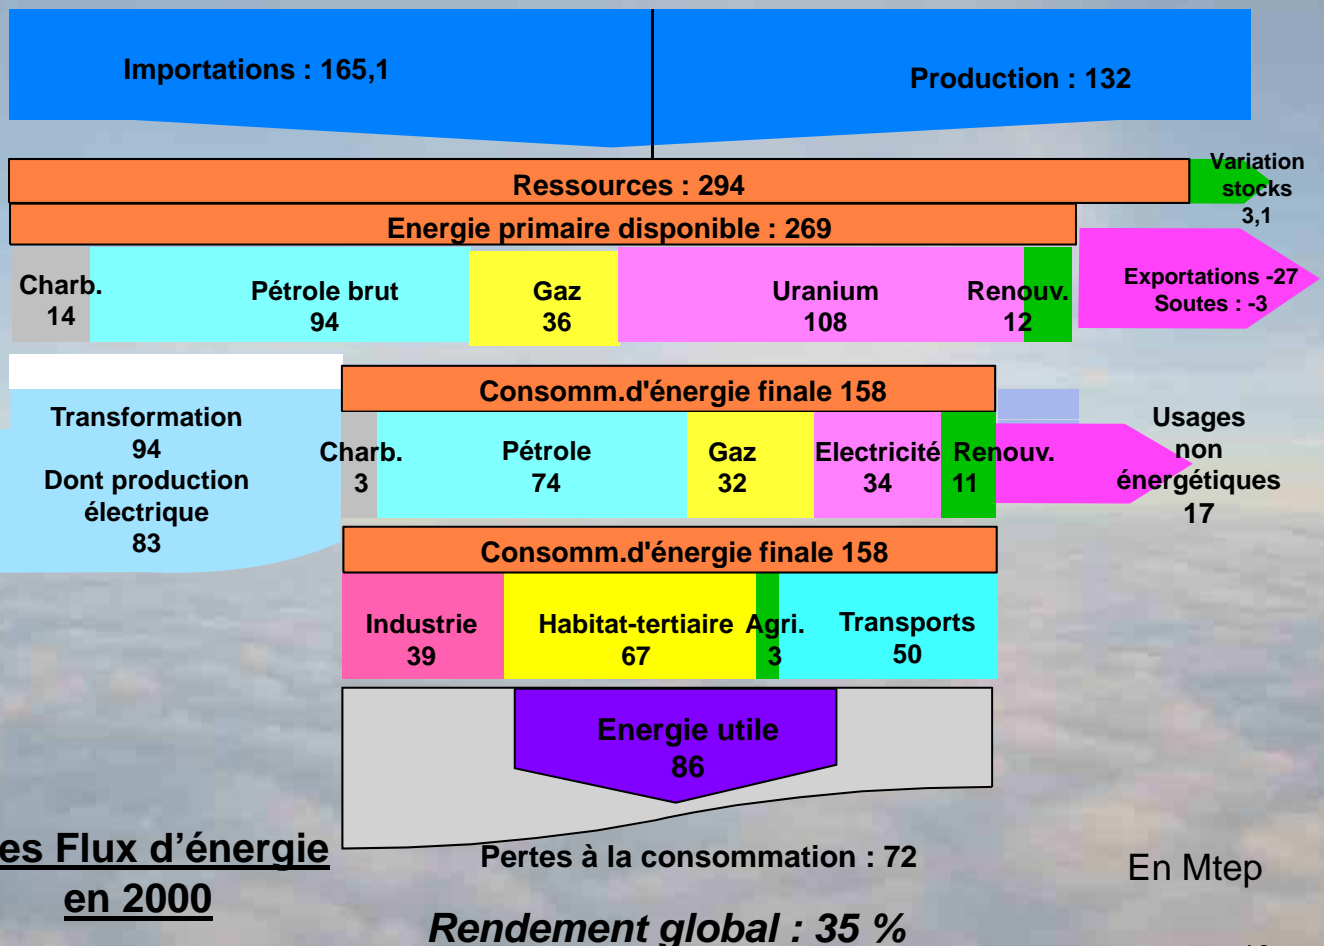 Importations : 165,1
Production : 132
Ressources : 294
Variation
stocks
3,1
Energie primaire disponible : 269
Charb.
14
Pétrole brut
94
Gaz
36
Uranium
108
Renouv.
12
Exportations -27
Soutes : -3
Transformation
94
Dont production
électrique
83
Consomm.d'énergie finale 158
Charb.
3
Pétrole
74
Gaz
32
Electricité
34
Renouv.
11
Usages
non
énergétiques
17
Consomm.d'énergie finale 158
Industrie
39
Habitat-tertiaire
67
Agri.
3
Transports
50
Energie utile
86
es Flux d’énergie
en 2000
Pertes à la consommation : 72
En Mtep
Rendement global : 35 %